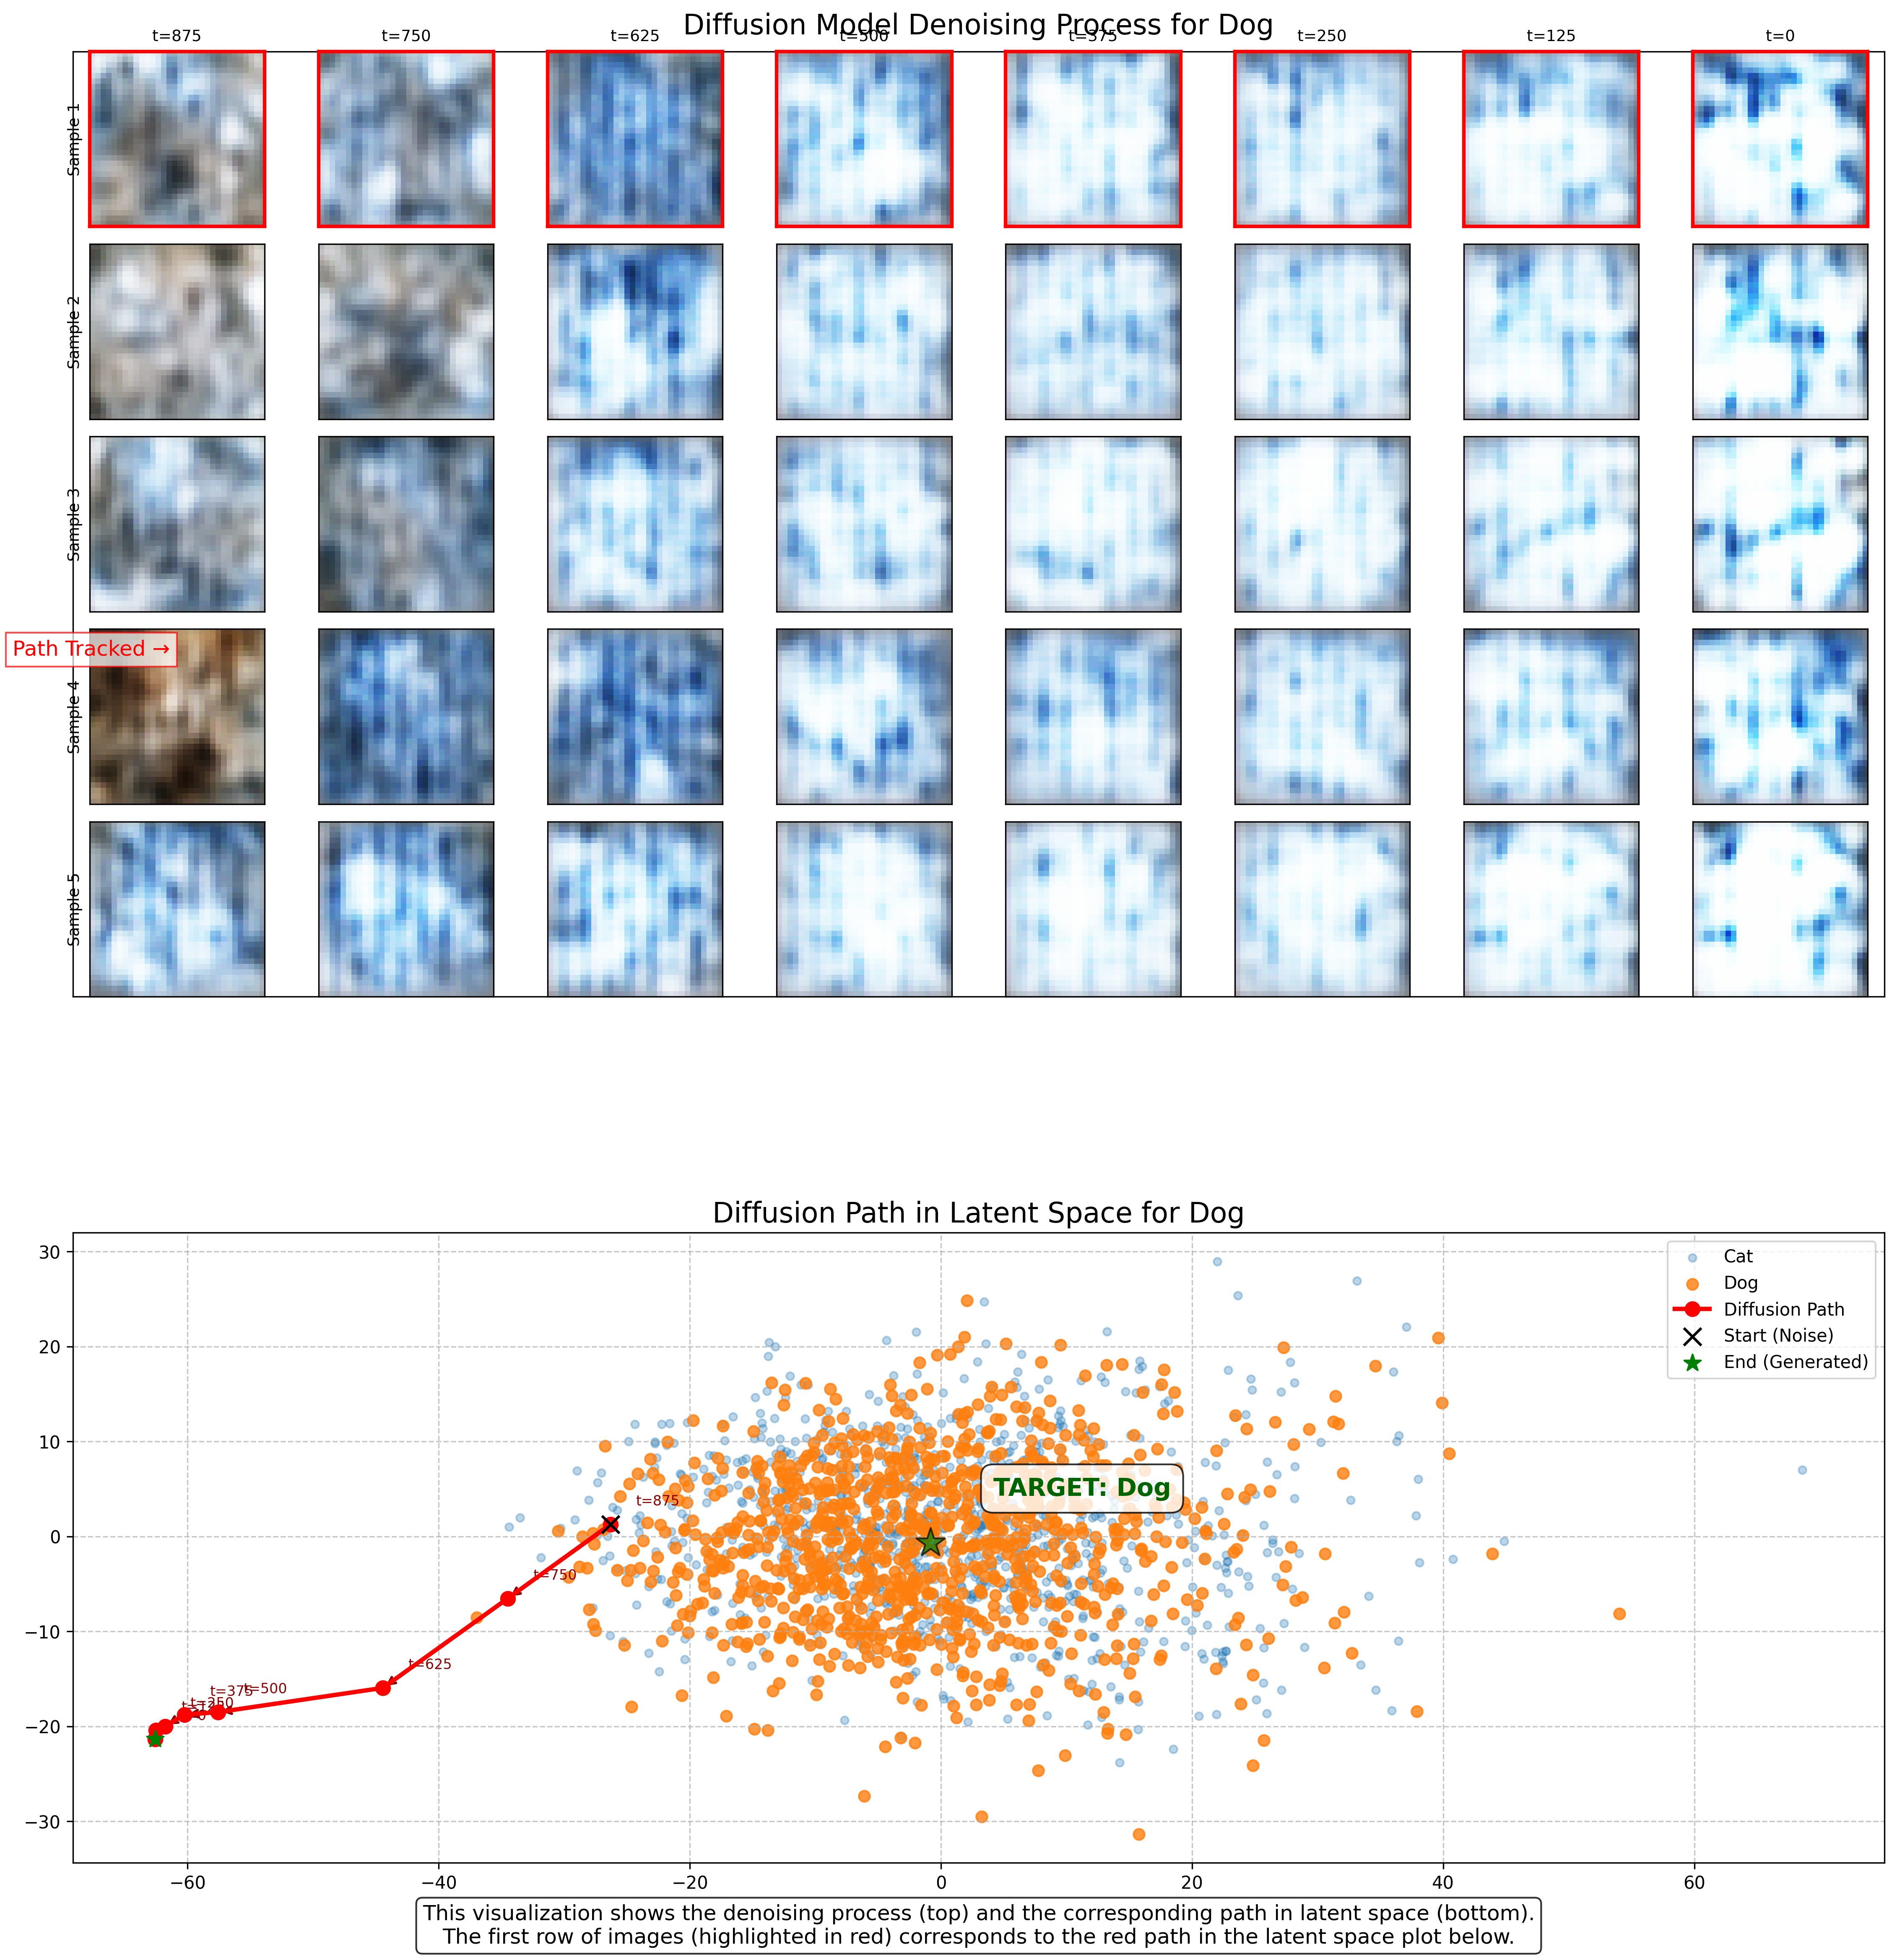 Diffusion Model Denoising Process for Dog
t=875
t=750
t=625
t=500
t=375
t=250
t=125
t=0
Sample 1
Sample 2
Sample 3
Path Tracked →
Sample 4
Sample 5
Diffusion Path in Latent Space for Dog
30
20
10
0
−10
−20
−30
Cat
Dog
Diffusion Path
Start (Noise)
End (Generated)
TARGET: Dog
t=875
t=750
t=625
t=500
t=375
t=250
−60
−40
−20
0
20
40
60
This visualization shows the denoising process (top) and the corresponding path in latent space (bottom).
The first row of images (highlighted in red) corresponds to the red path in the latent space plot below.